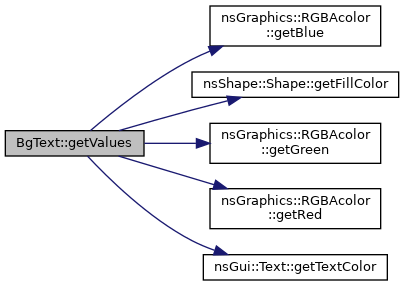 BgText::getValues
nsGraphics::RGBAcolor
::getBlue
nsShape::Shape::getFillColor
nsGraphics::RGBAcolor
::getGreen
nsGraphics::RGBAcolor
::getRed
nsGui::Text::getTextColor